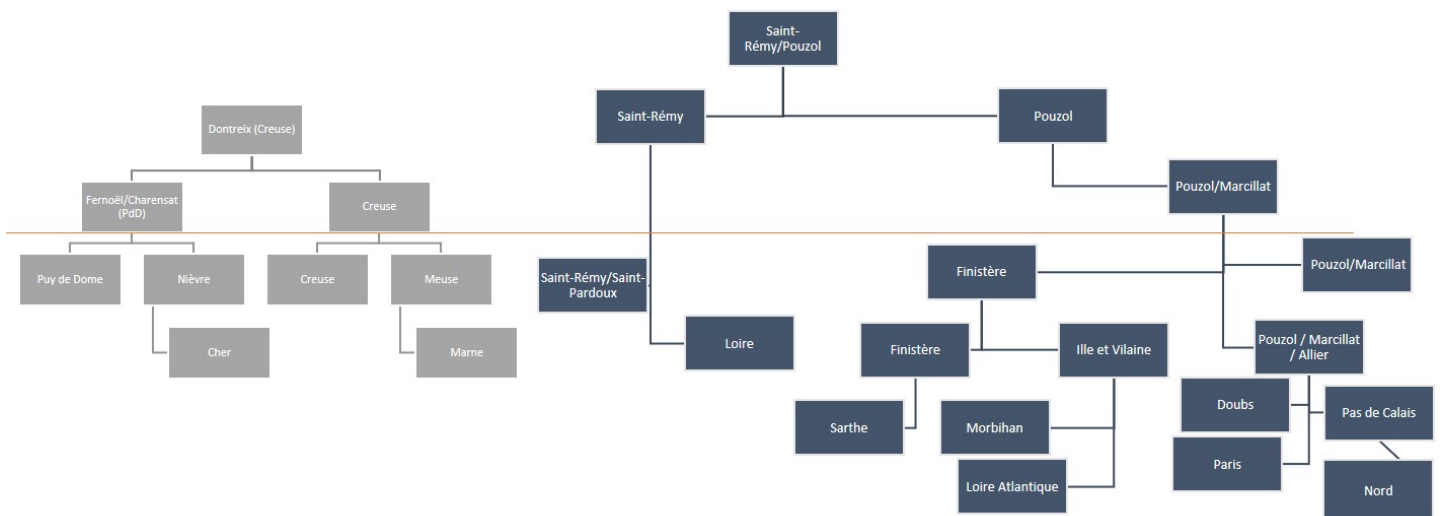 Saint-
Rémy/Pouzol
Saint-Rémy
Pouzol
Dontreix (Creuse)
Pouzol/Marcillat
Fernoël/Charensat
(PdD)
Creuse
Puy de Dome
Nièvre
Creuse
Meuse
Saint-Rémy/Saint-
Pardoux
Finistère
Pouzol/Marcillat
Cher
Marne
Loire
Finistère
Ille et Vilaine
Pouzol / Marcillat
/ Allier
Doubs
Pas de Calais
Sarthe
Morbihan
Paris
Loire Atlantique
Nord